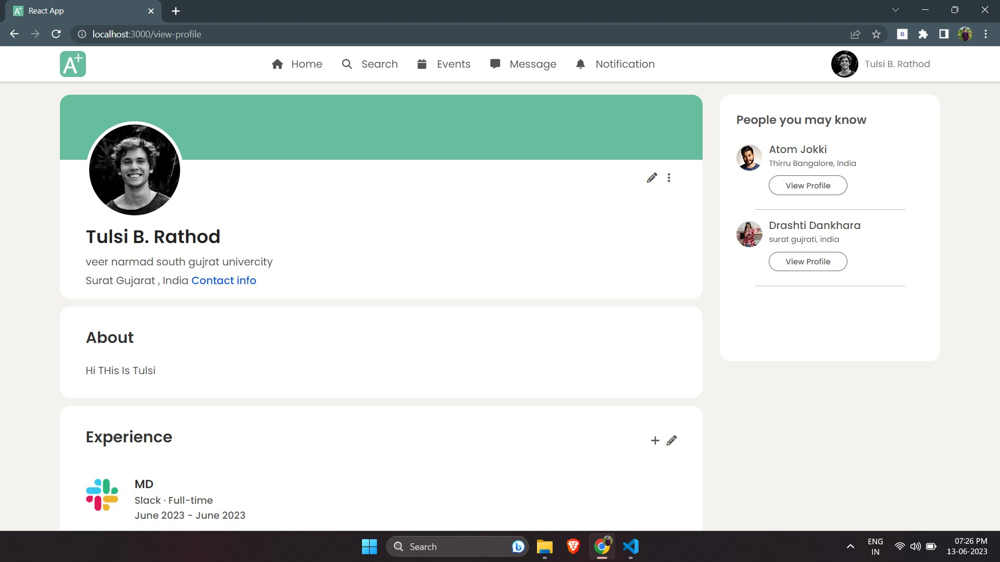 A+ React App
localhost:3000/view-profile
B
A+
Home Search Events Message Notification
Tulsi B. Rathod
Tulsi B. Rathod
veer narmad south gujrat univercity
Surat Gujarat , India Contact info
About
Hi THis Is Tulsi
Experience
MD
Slack · Full-time
June 2023 - June 2023
People you may know
Atom Jokki
Thirru Bangalore, India
View Profile
Drashti Dankhara
surat gujrati, india
View Profile
Search
ENG
IN
07:26 PM
13-06-2023